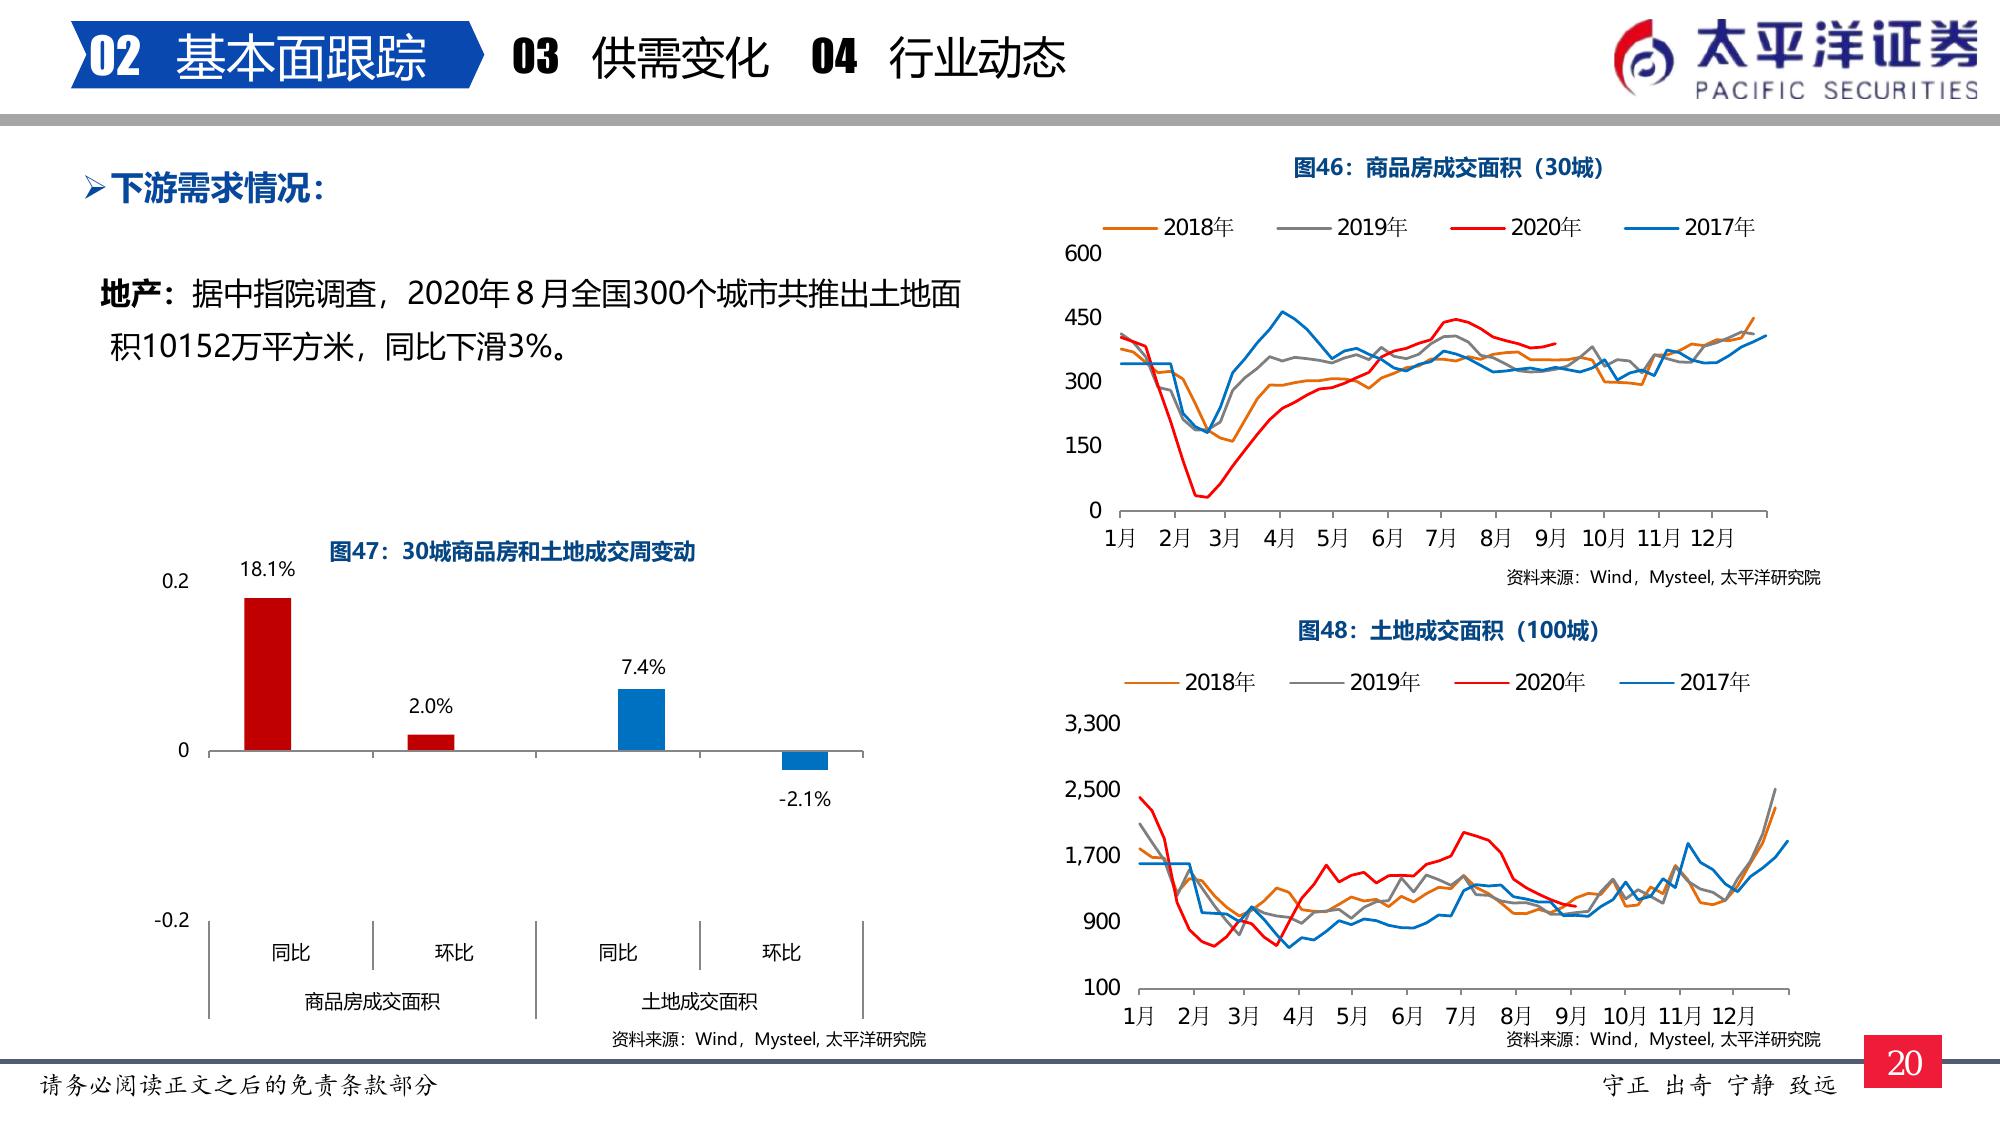 02 基本面跟踪 03 供需变化 04 行业动态
太平洋证券
PACIFIC SECURITIES
下游需求情况：
地产：据中指院调查，2020年８月全国300个城市共推出土地面
积10152万平方米，同比下滑3%。
图47：30城商品房和土地成交周变动
18.1%
0.2
7.4%
2.0%
0
-2.1%
-0.2
同比 环比 同比 环比
商品房成交面积 土地成交面积
资料来源：Wind，Mysteel, 太平洋研究院
图46：商品房成交面积（30城）
2018年 2019年 2020年 2017年
600
450
300
150
0
1月 2月 3月 4月 5月 6月 7月 8月 9月 10月 11月 12月
资料来源：Wind，Mysteel, 太平洋研究院
图48：土地成交面积（100城）
2018年 2019年 2020年 2017年
3,300
2,500
1,700
900
100
1月 2月 3月 4月 5月 6月 7月 8月 9月 10月 11月 12月
资料来源：Wind，Mysteel, 太平洋研究院
请务必阅读正文之后的免责条款部分
守正 出奇 宁静 致远
20